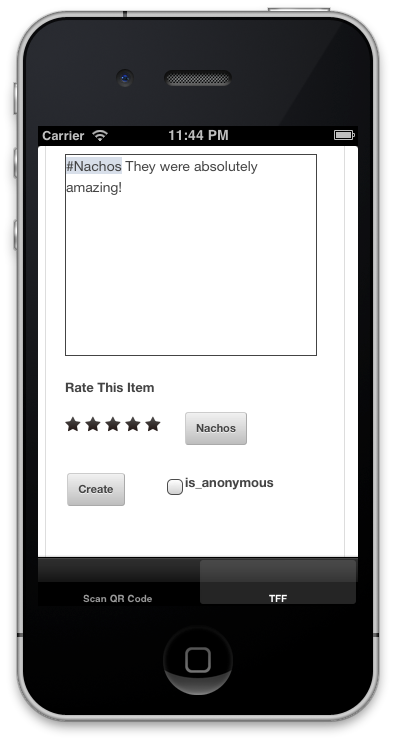 Carrier 11:44 PM
#Nachos They were absolutely
amazing!
Rate This Item
Nachos
Create is_anonymous
Scan QR Code TFF